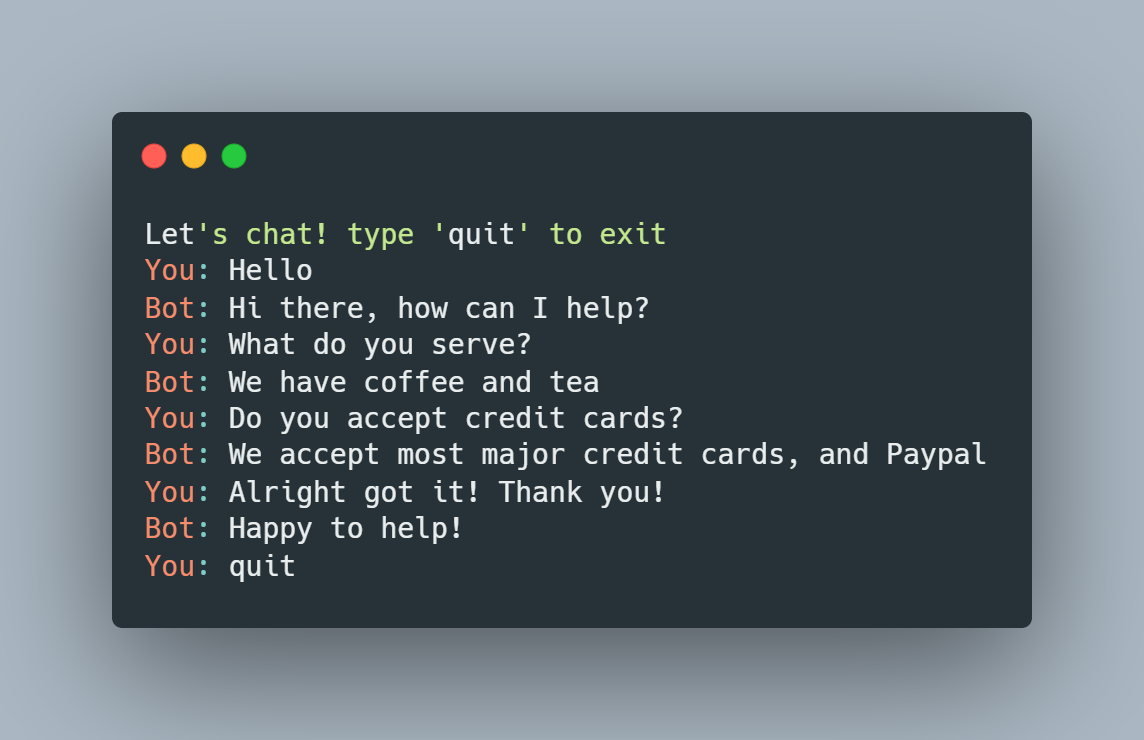 Let's chat! type 'quit' to exit
You: Hello
Bot: Hi there, how can I help?
You: What do you serve?
Bot: We have coffee and tea
You: Do you accept credit cards?
Bot: We accept most major credit cards, and Paypal
You: Alright got it! Thank you!
Bot: Happy to help!
You: quit